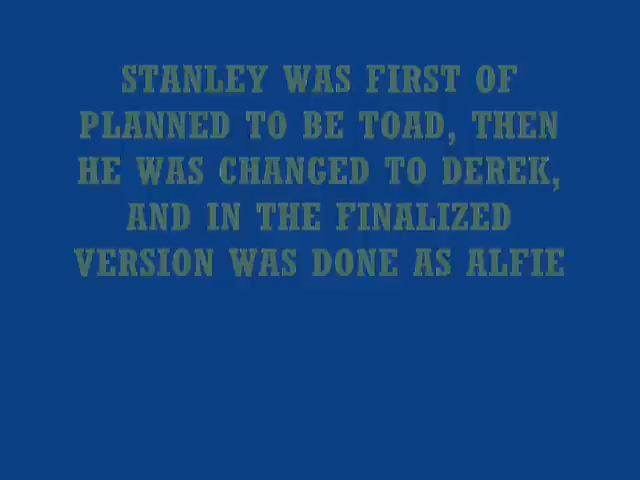 STANLEY WAS FIRST OF
PLANNED TO BE TOAD, THEN
HE WAS CHANGED TO DEREK,
AND IN THE FINALIZED
VERSION WAS DONE AS ALFIE